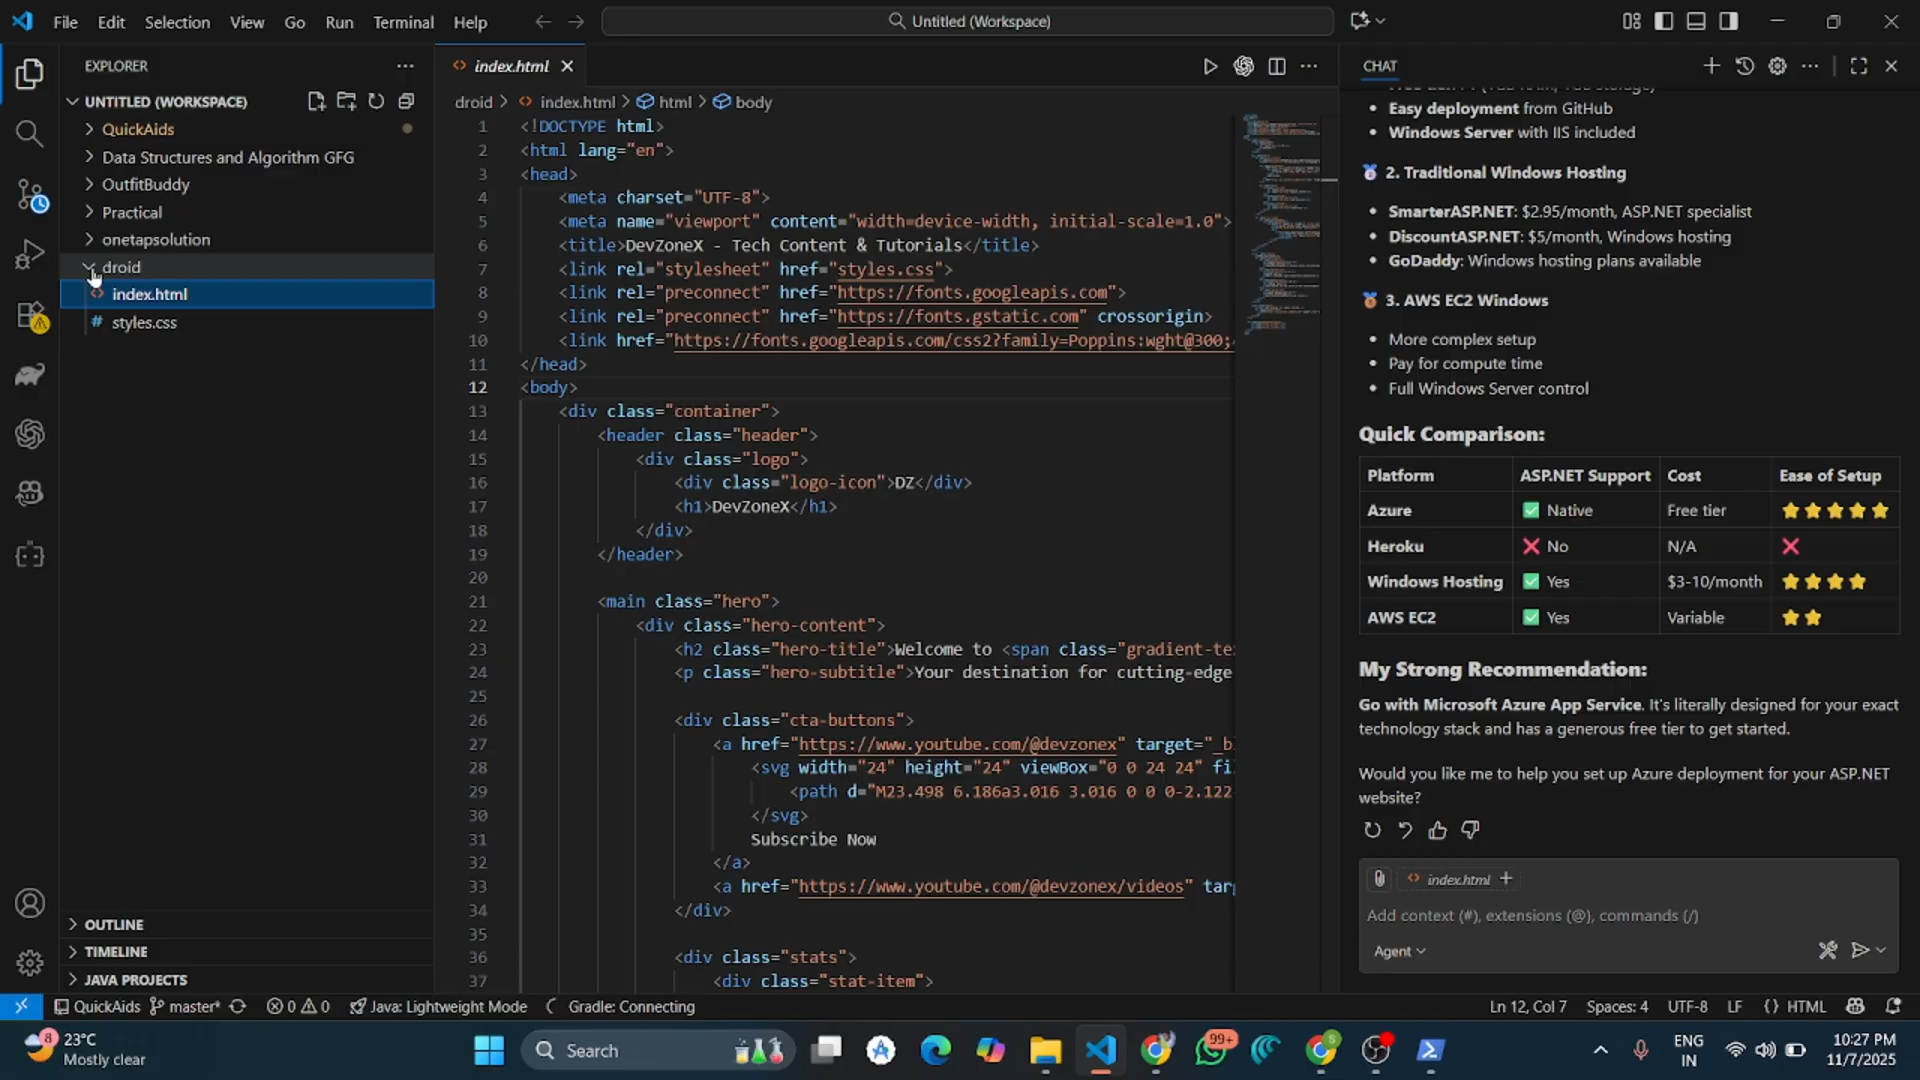 File Edit Selection View Go Run Terminal Help
Untitled (Workspace)
EXPLORER
UNTITLED (WORKSPACE)
QuickAids
Data Structures and Algorithm GFG
OutfitBuddy
Practical
onetapsolution
droid
<> index.html
# styles.css
OUTLINE
TIMELINE
JAVA PROJECTS
<> index.html
droid > <> index.html > html > body
1 <!DOCTYPE html>
2 <html lang="en">
3 <head>
4 <meta charset="UTF-8">
5 <meta name="viewport" content="width=device-width, initial-scale=1.0">
6 <title>DevZoneX - Tech Content & Tutorials</title>
7 <link rel="stylesheet" href="styles.css">
8 <link rel="preconnect" href="https://fonts.googleapis.com">
9 <link rel="preconnect" href="https://fonts.gstatic.com" crossorigin>
10 <link href="https://fonts.googleapis.com/css2?family=Poppins:wght@300;
11 </head>
12 <body>
13 <div class="container">
14 <header class="header">
15 <div class="logo">
16 <div class="logo-icon">DZ</div>
17 <h1>DevZoneX</h1>
18 </div>
19 </header>
20
21 <main class="hero">
22 <div class="hero-content">
23 <h2 class="hero-title">Welcome to <span class="gradient-te
24 <p class="hero-subtitle">Your destination for cutting-edge
25
26 <div class="cta-buttons">
27 <a href="https://www.youtube.com/@devzonex" target="_b
28 <svg width="24" height="24" viewBox="0 0 24 24" fi
29 <path d="M23.498 6.186a3.016 3.016 0 0 0-2.122
30 </svg>
31 Subscribe Now
32 </a>
33 <a href="https://www.youtube.com/@devzonex/videos" tar
34 </div>
35
36 <div class="stats">
37 <div class="stat-item">
CHAT
Easy deployment from GitHub
Windows Server with IIS included
2. Traditional Windows Hosting
SmarterASP.NET: $2.95/month, ASP.NET specialist
DiscountASP.NET: $5/month, Windows hosting
GoDaddy: Windows hosting plans available
3. AWS EC2 Windows
More complex setup
Pay for compute time
Full Windows Server control
Quick Comparison:
Platform ASP.NET Support Cost Ease of Setup
Azure ✅ Native Free tier ⭐⭐⭐⭐⭐
Heroku ❌ No N/A ❌
Windows Hosting ✅ Yes $3-10/month ⭐⭐⭐⭐
AWS EC2 ✅ Yes Variable ⭐⭐
My Strong Recommendation:
Go with Microsoft Azure App Service. It's literally designed for your exact
technology stack and has a generous free tier to get started.
Would you like me to help you set up Azure deployment for your ASP.NET
website?
<> index.html +
Add context (#), extensions (@), commands (/)
Agent
QuickAids master* 0 0 Java: Lightweight Mode Gradle: Connecting
Ln 12, Col 7 Spaces: 4 UTF-8 LF {} HTML
8 23°C
Mostly clear
Search
99+
ENG
IN
10:27 PM
11/7/2025